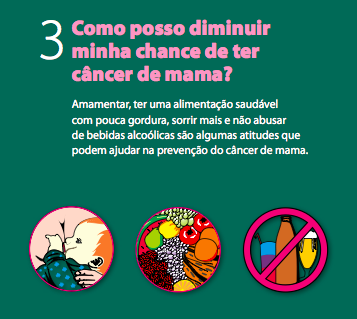 3 Como posso diminuir
minha chance de ter
câncer de mama?
Amamentar, ter uma alimentação saudável
com pouca gordura, sorrir mais e não abusar
de bebidas alcoólicas são algumas atitudes que
podem ajudar na prevenção do câncer de mama.